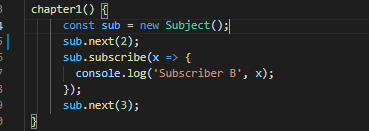 chapter1() {
const sub = new Subject();
sub.next(2);
sub.subscribe(x => {
console.log('Subscriber B', x);
});
sub.next(3);
}